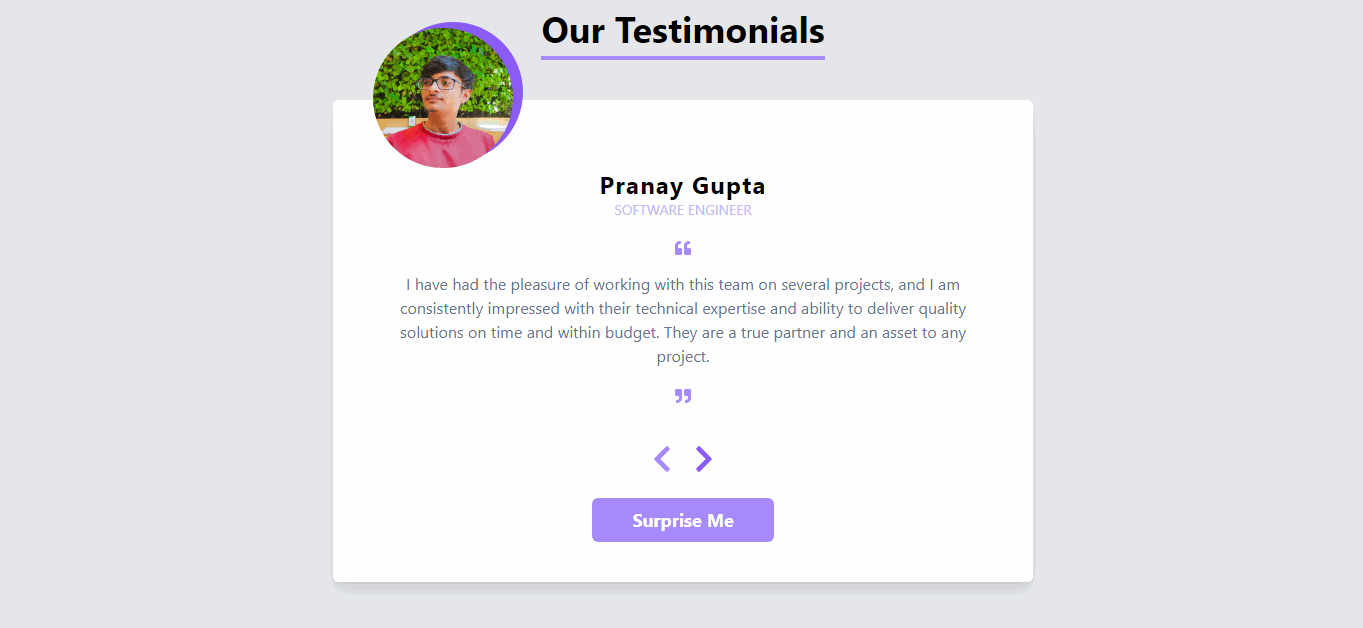 Our Testimonials
Pranay Gupta
SOFTWARE ENGINEER
“
I have had the pleasure of working with this team on several projects, and I am
consistently impressed with their technical expertise and ability to deliver quality
solutions on time and within budget. They are a true partner and an asset to any
project.
”
Surprise Me